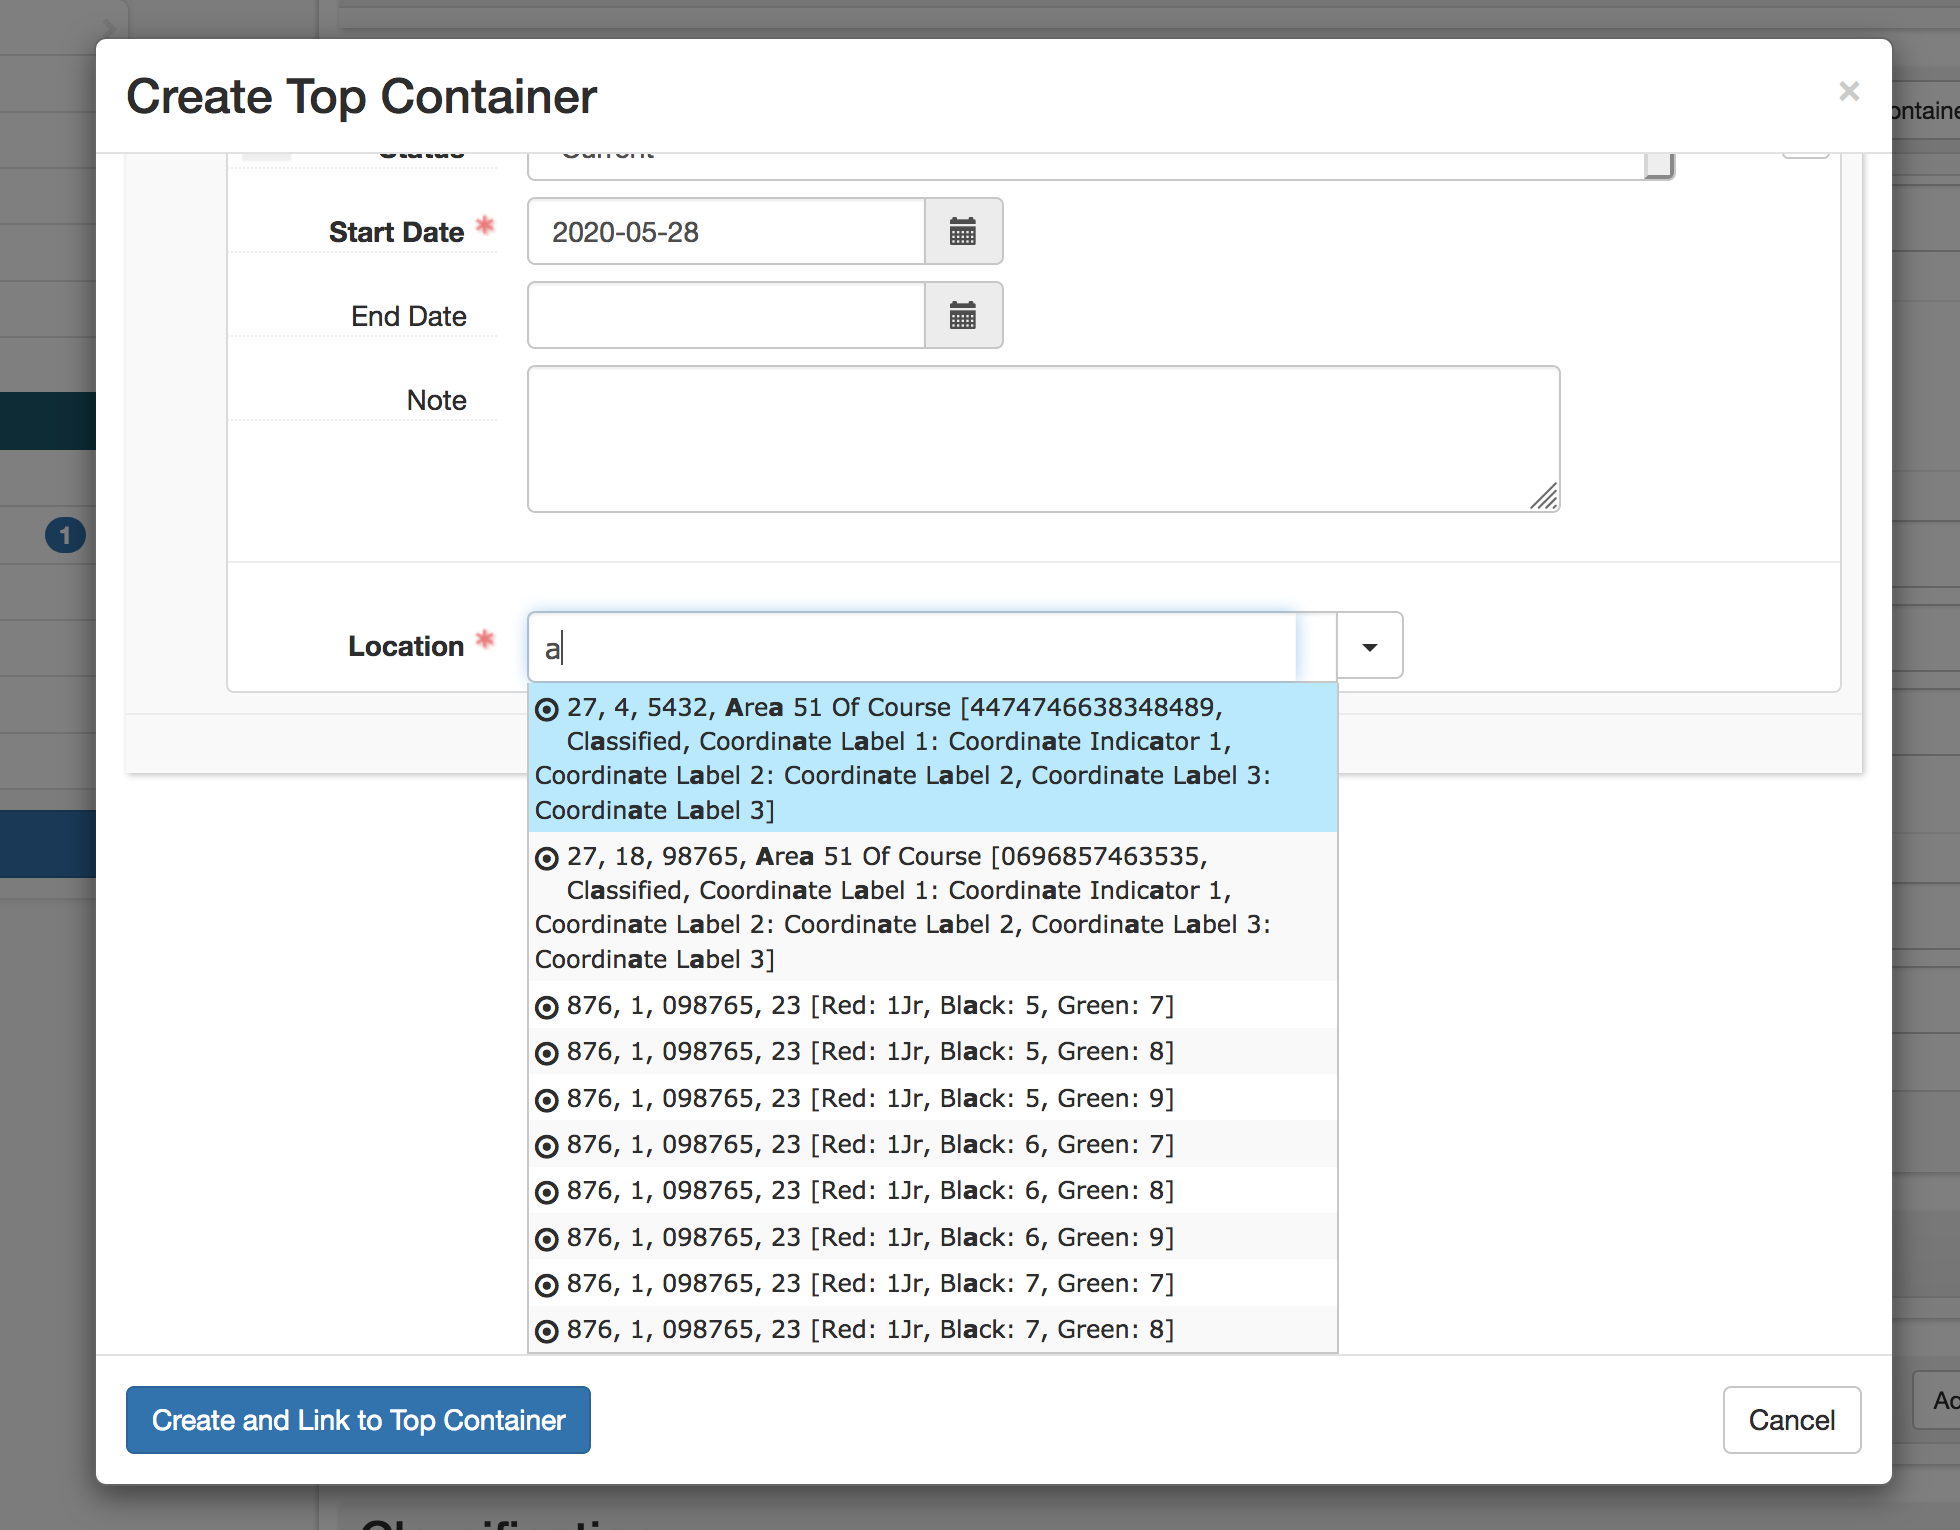 Create Top Container
×
ontaine
Status
Current
Start Date *
2020-05-28
End Date
Note
1
Location *
a
27, 4, 5432, Area 51 Of Course [4474746638348489,
Classified, Coordinate Label 1: Coordinate Indicator 1,
Coordinate Label 2: Coordinate Label 2, Coordinate Label 3:
Coordinate Label 3]
27, 18, 98765, Area 51 Of Course [0696857463535,
Classified, Coordinate Label 1: Coordinate Indicator 1,
Coordinate Label 2: Coordinate Label 2, Coordinate Label 3:
Coordinate Label 3]
876, 1, 098765, 23 [Red: 1Jr, Black: 5, Green: 7]
876, 1, 098765, 23 [Red: 1Jr, Black: 5, Green: 8]
876, 1, 098765, 23 [Red: 1Jr, Black: 5, Green: 9]
876, 1, 098765, 23 [Red: 1Jr, Black: 6, Green: 7]
876, 1, 098765, 23 [Red: 1Jr, Black: 6, Green: 8]
876, 1, 098765, 23 [Red: 1Jr, Black: 6, Green: 9]
876, 1, 098765, 23 [Red: 1Jr, Black: 7, Green: 7]
876, 1, 098765, 23 [Red: 1Jr, Black: 7, Green: 8]
Ac
Create and Link to Top Container
Cancel